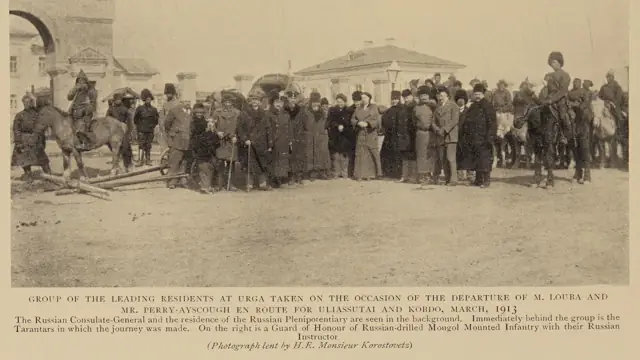 GROUP OF THE LEADING RESIDENTS AT URGA TAKEN ON THE OCCASION OF THE DEPARTURE OF M. LOUBA AND
MR. PERRY-AYSCOUGH EN ROUTE FOR ULIASSUTAI AND KOBDO, MARCH, 1913
The Russian Consulate-General and the residence of the Russian Plenipotentiary are seen in the background. Immediately behind the group is the
Tarantars in which the journey was made. On the right is a Guard of Honour of Russian-drilled Mongol Mounted Infantry with their Russian
Instructor
(Photograph lent by H.E. Monsieur Korostovetz)